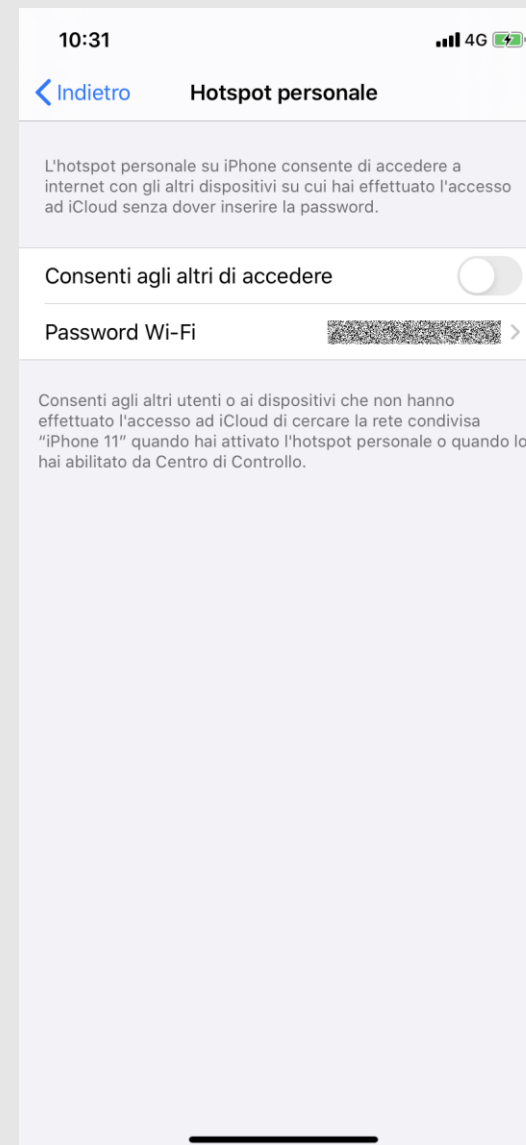 10:31 4G
Indietro Hotspot personale
L'hotspot personale su iPhone consente di accedere a
internet con gli altri dispositivi su cui hai effettuato l'accesso
ad iCloud senza dover inserire la password.
Consenti agli altri di accedere
Password Wi-Fi
Consenti agli altri utenti o ai dispositivi che non hanno
effettuato l'accesso ad iCloud di cercare la rete condivisa
“iPhone 11” quando hai attivato l'hotspot personale o quando lo
hai abilitato da Centro di Controllo.